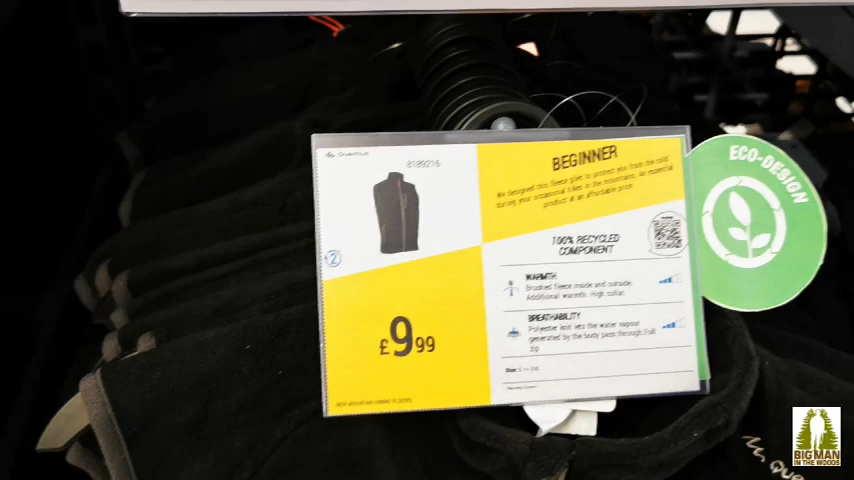 Quechua
8189216
BEGINNER
We designed this fleece gilet to protect you from the cold
during your occasional hikes in the mountains. An essential
product at an affordable price.
ECO-DESIGN
100% RECYCLED
COMPONENT
2
WARMTH
Brushed fleece inside and outside.
Additional warmth. High collar.
£9.99
BREATHABILITY
Polyester knit lets the water vapour
generated by the body pass through. Full
zip
Size:
BIG MAN
IN THE WOODS